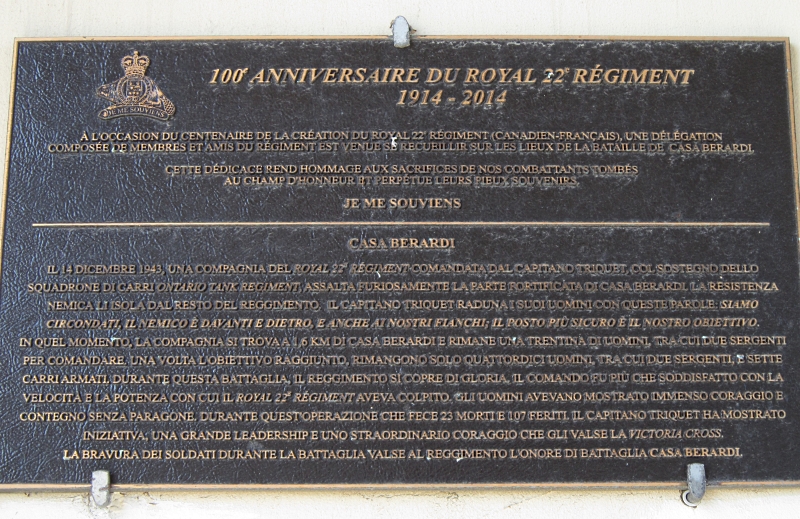 100e ANNIVERSAIRE DU ROYAL 22e RÉGIMENT
1914 - 2014
JE ME SOUVIENS
À L'OCCASION DU CENTENAIRE DE LA CRÉATION DU ROYAL 22e RÉGIMENT (CANADIEN-FRANÇAIS), UNE DÉLÉGATION
COMPOSÉE DE MEMBRES ET AMIS DU RÉGIMENT EST VENUE SE RECUEILLIR SUR LES LIEUX DE LA BATAILLE DE CASA BERARDI.
CETTE DÉDICACE REND HOMMAGE AUX SACRIFICES DE NOS COMBATTANTS TOMBÉS
AU CHAMP D'HONNEUR ET PERPÉTUE LEURS PIEUX SOUVENIRS.
JE ME SOUVIENS
CASA BERARDI
IL 14 DICEMBRE 1943, UNA COMPAGNIA DEL ROYAL 22e RÉGIMENT COMANDATA DAL CAPITANO TRIQUET, COL SOSTEGNO DELLO
SQUADRONE DI CARRI ONTARIO TANK REGIMENT, ASSALTA FURIOSAMENTE LA PARTE FORTIFICATA DI CASA BERARDI. LA RESISTENZA
NEMICA LI ISOLA DAL RESTO DEL REGGIMENTO. IL CAPITANO TRIQUET RADUNA I SUOI UOMINI CON QUESTE PAROLE: SIAMO
CIRCONDATI, IL NEMICO È DAVANTI E DIETRO, E ANCHE AI NOSTRI FIANCHI; IL POSTO PIÙ SICURO È IL NOSTRO OBIETTIVO.
IN QUEL MOMENTO, LA COMPAGNIA SI TROVA A 1,6 KM DI CASA BERARDI E RIMANE UNA TRENTINA DI UOMINI, TRA CUI DUE SERGENTI
PER COMANDARE. UNA VOLTA L'OBIETTIVO RAGGIUNTO, RIMANGONO SOLO QUATTORDICI UOMINI, TRA CUI DUE SERGENTI, E SETTE
CARRI ARMATI. DURANTE QUESTA BATTAGLIA, IL REGGIMENTO SI COPRE DI GLORIA. IL COMANDO FU PIÙ CHE SODDISFATTO CON LA
VELOCITÀ E LA POTENZA CON CUI IL ROYAL 22e RÉGIMENT AVEVA COLPITO. GLI UOMINI AVEVANO MOSTRATO IMMENSO CORAGGIO E
CONTEGNO SENZA PARAGONE. DURANTE QUEST'OPERAZIONE CHE FECE 23 MORTI E 107 FERITI. IL CAPITANO TRIQUET HA MOSTRATO
INIZIATIVA, UNA GRANDE LEADERSHIP E UNO STRAORDINARIO CORAGGIO CHE GLI VALSE LA VICTORIA CROSS.
LA BRAVURA DEI SOLDATI DURANTE LA BATTAGLIA VALSE AL REGGIMENTO L'ONORE DI BATTAGLIA CASA BERARDI.